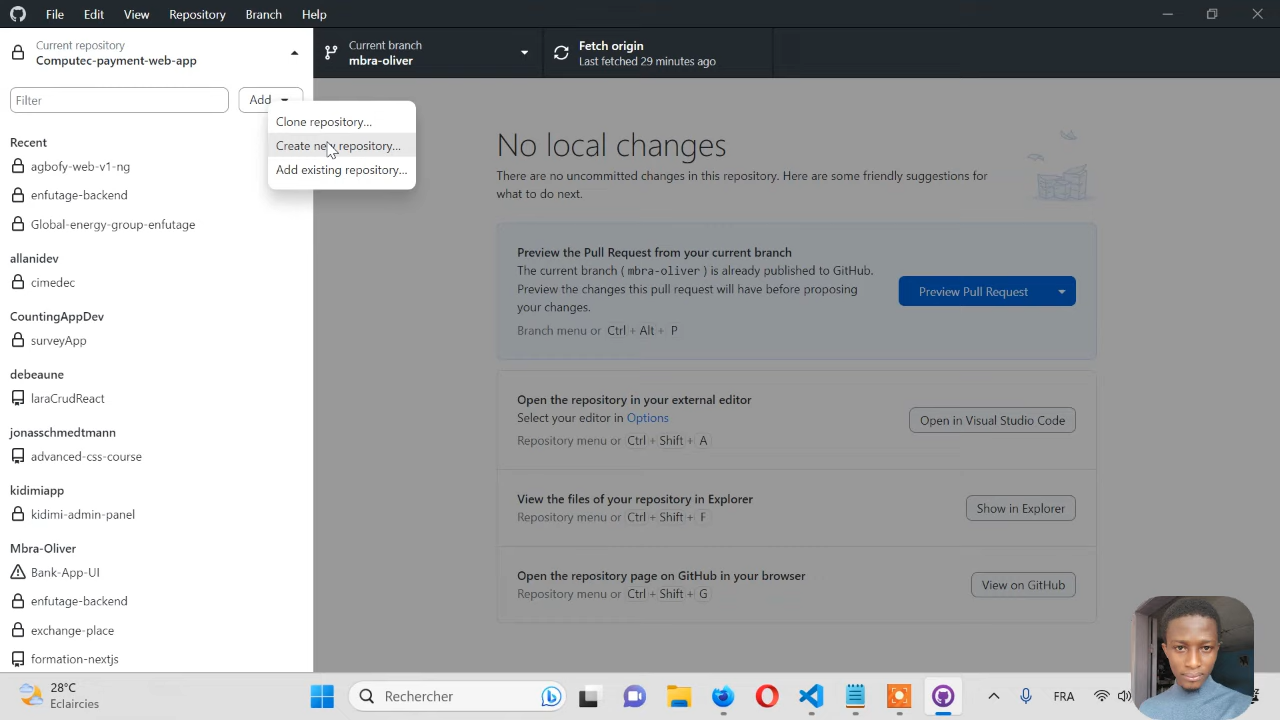 File Edit View Repository Branch Help
Current repository
Computec-payment-web-app
Current branch
mbra-oliver
Fetch origin
Last fetched 29 minutes ago
Filter
Add
Clone repository...
Create new repository...
Add existing repository...
Recent
agbofy-web-v1-ng
enfutage-backend
Global-energy-group-enfutage
allanidev
cimedec
CountingAppDev
surveyApp
debeaune
laraCrudReact
jonasschmedtmann
advanced-css-course
kidimiapp
kidimi-admin-panel
Mbra-Oliver
Bank-App-UI
enfutage-backend
exchange-place
formation-nextjs
No local changes
There are no uncommitted changes in this repository. Here are some friendly suggestions for
what to do next.
Preview the Pull Request from your current branch
The current branch ( mbra-oliver ) is already published to GitHub.
Preview the changes this pull request will have before proposing
your changes.
Branch menu or Ctrl + Alt + P
Preview Pull Request
Open the repository in your external editor
Select your editor in Options
Repository menu or Ctrl + Shift + A
Open in Visual Studio Code
View the files of your repository in Explorer
Repository menu or Ctrl + Shift + F
Show in Explorer
Open the repository page on GitHub in your browser
Repository menu or Ctrl + Shift + G
View on GitHub
28°C
Eclaircies
Rechercher
FRA